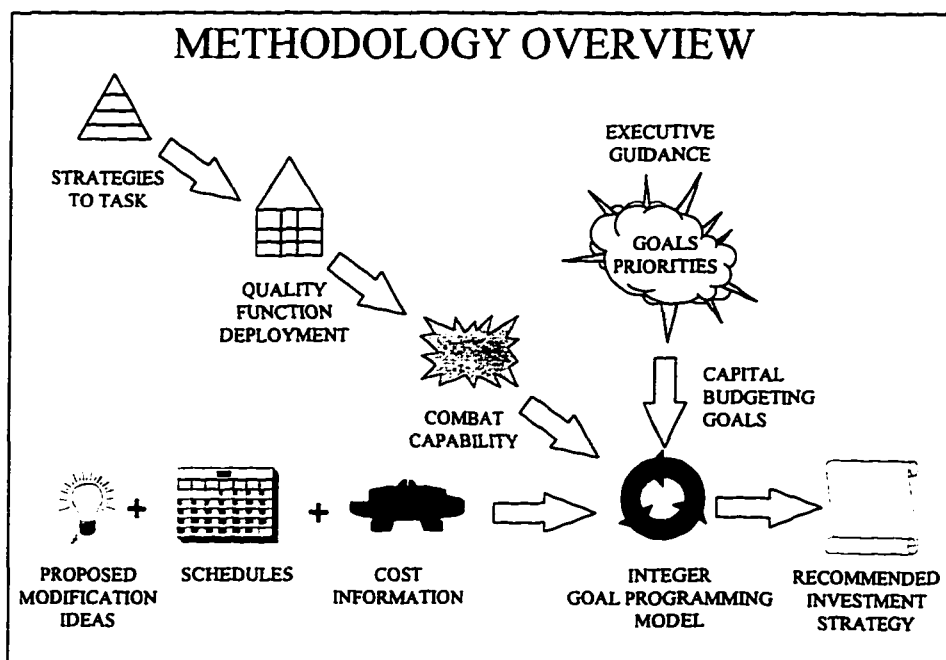 METHODOLOGY OVERVIEW
STRATEGIES
TO TASK
EXECUTIVE
GUIDANCE
GOALS
PRIORITIES
QUALITY
FUNCTION
DEPLOYMENT
CAPITAL
BUDGETING
GOALS
COMBAT
CAPABILITY
+
+
PROPOSED
MODIFICATION
IDEAS
SCHEDULES
COST
INFORMATION
INTEGER
GOAL PROGRAMMING
MODEL
RECOMMENDED
INVESTMENT
STRATEGY